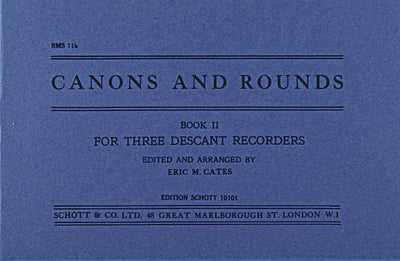 RMS 11b
CANONS AND ROUNDS
BOOK II
FOR THREE DESCANT RECORDERS
EDITED AND ARRANGED BY
ERIC M. CATES
EDITION SCHOTT 10101
SCHOTT & CO. LTD. 48 GREAT MARLBOROUGH ST. LONDON W.1